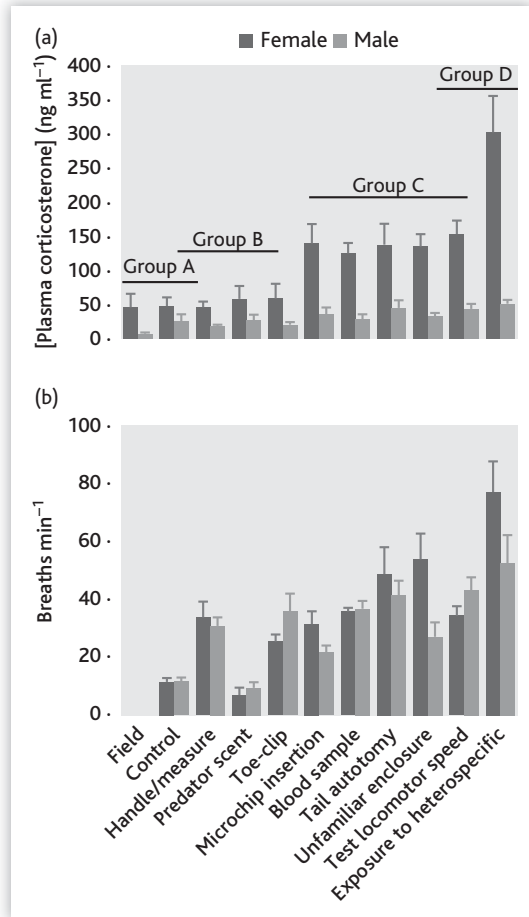 (a)
Female Male
[Plasma corticosterone] (ng ml⁻¹)
400
350
300
250
200
150
100
50
0
Group A
Group B
Group C
Group D
(b)
Breaths min⁻¹
100
80
60
40
20
0
Field
Control
Handle/measure
Predator scent
Toe-clip
Microchip insertion
Blood sample
Tail autotomy
Unfamiliar enclosure
Test locomotor speed
Exposure to heterospecific